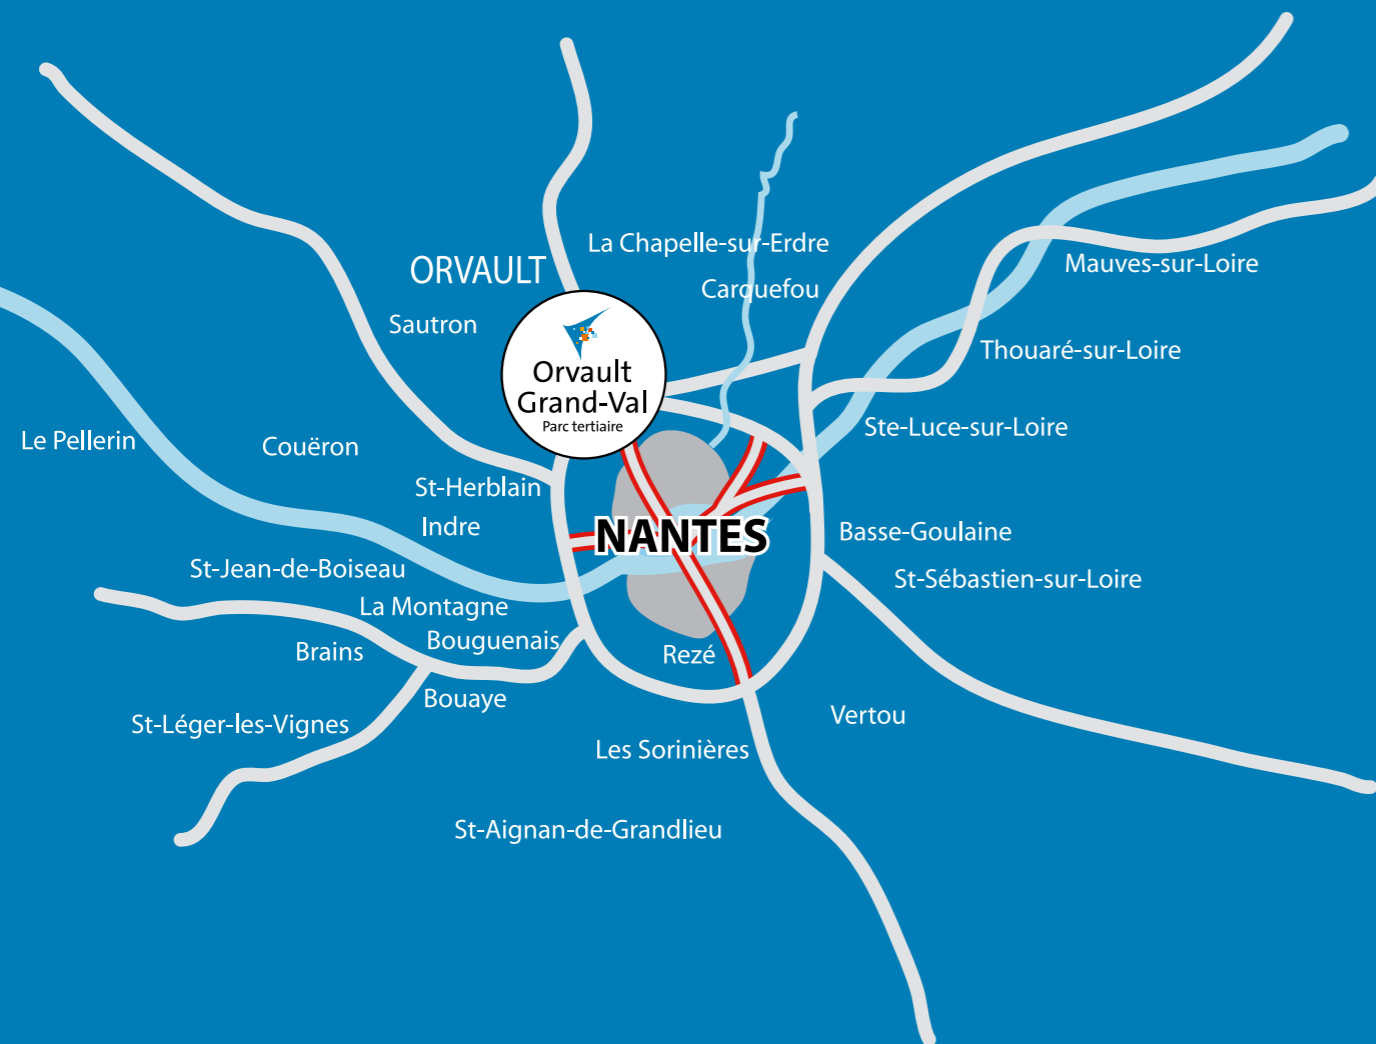 La Chapelle-sur-Erdre
ORVAULT
Mauves-sur-Loire
Carquefou
Sautron
Thouaré-sur-Loire
Orvault
Grand-Val
Parc tertiaire
Ste-Luce-sur-Loire
Le Pellerin
Couëron
St-Herblain
Indre
NANTES
Basse-Goulaine
St-Jean-de-Boiseau
St-Sébastien-sur-Loire
La Montagne
Bouguenais
Brains
Rezé
Bouaye
Vertou
St-Léger-les-Vignes
Les Sorinières
St-Aignan-de-Grandlieu